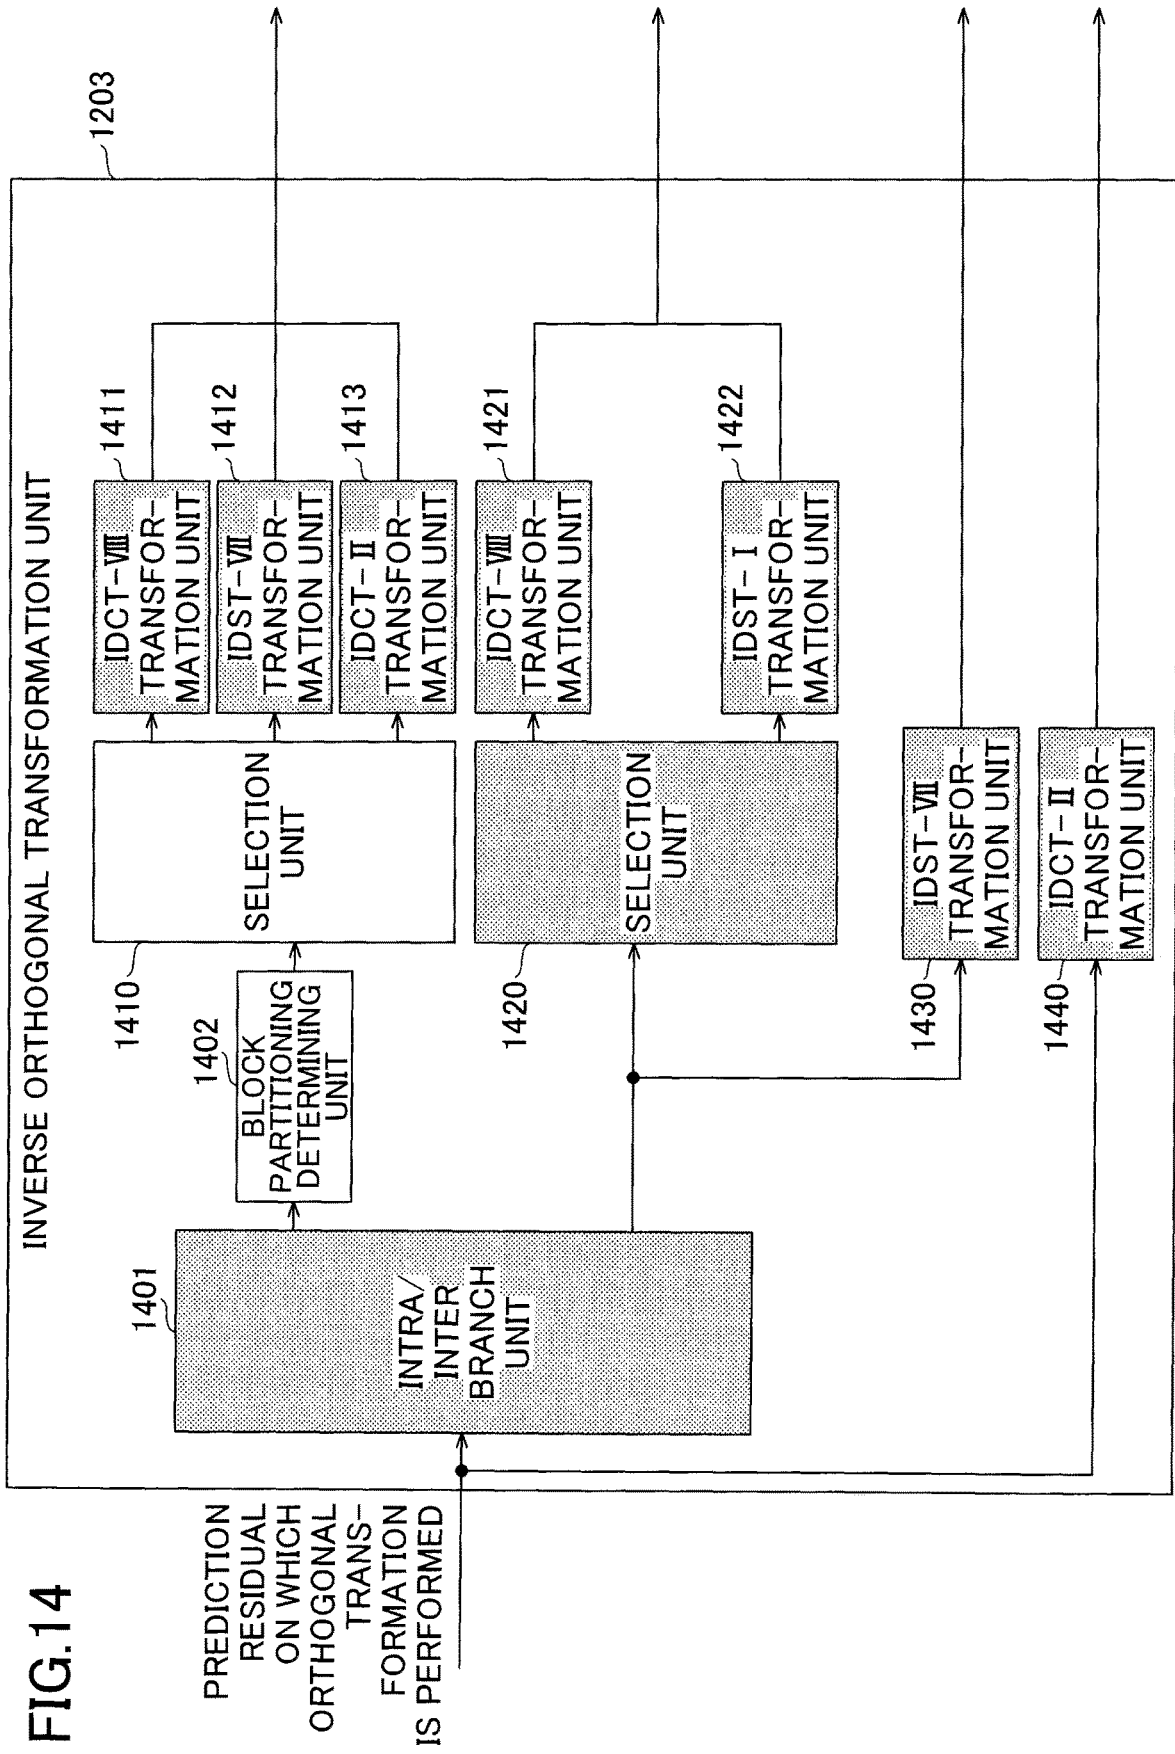 FIG.14
INVERSE ORTHOGONAL TRANSFORMATION UNIT
1203
PREDICTION
RESIDUAL
ON WHICH
ORTHOGONAL
TRANS-
FORMATION
IS PERFORMED
1401
INTRA/
INTER
BRANCH
UNIT
1402
BLOCK
PARTITIONING
DETERMINING
UNIT
1410
SELECTION
UNIT
1411
IDCT-Ⅷ
TRANSFOR-
MATION UNIT
1412
IDST-Ⅶ
TRANSFOR-
MATION UNIT
1413
IDCT-Ⅱ
TRANSFOR-
MATION UNIT
1420
SELECTION
UNIT
1421
IDCT-Ⅷ
TRANSFOR-
MATION UNIT
1422
IDST-Ⅰ
TRANSFOR-
MATION UNIT
1430
IDST-Ⅶ
TRANSFOR-
MATION UNIT
1440
IDCT-Ⅱ
TRANSFOR-
MATION UNIT